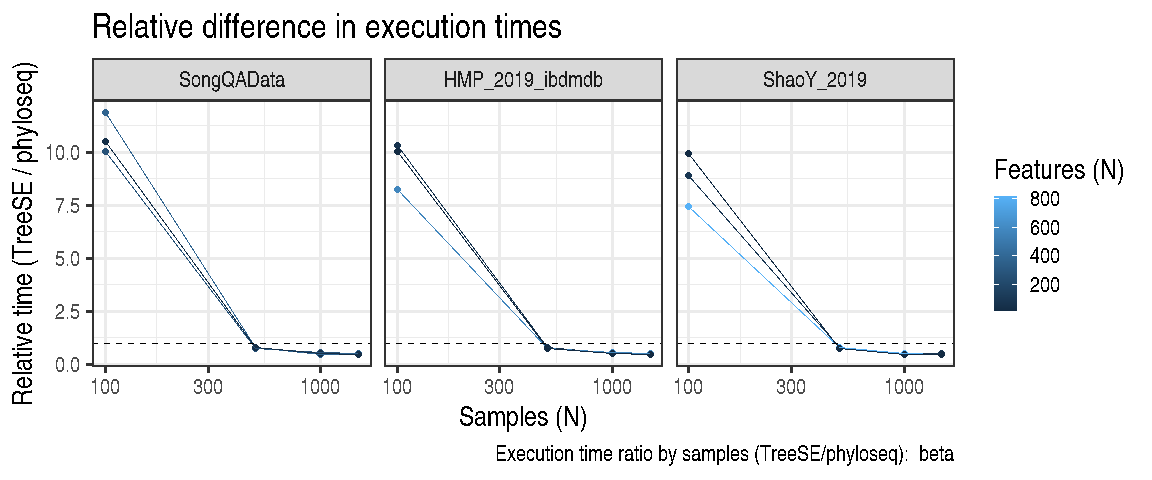 Relative difference in execution times
SongQAData
HMP_2019_ibdmdb
ShaoY_2019
Relative time (TreeSE / phyloseq)
10.0
7.5
5.0
2.5
0.0
100
300
1000
100
300
1000
100
300
1000
Samples (N)
Features (N)
800
600
400
200
Execution time ratio by samples (TreeSE/phyloseq): beta